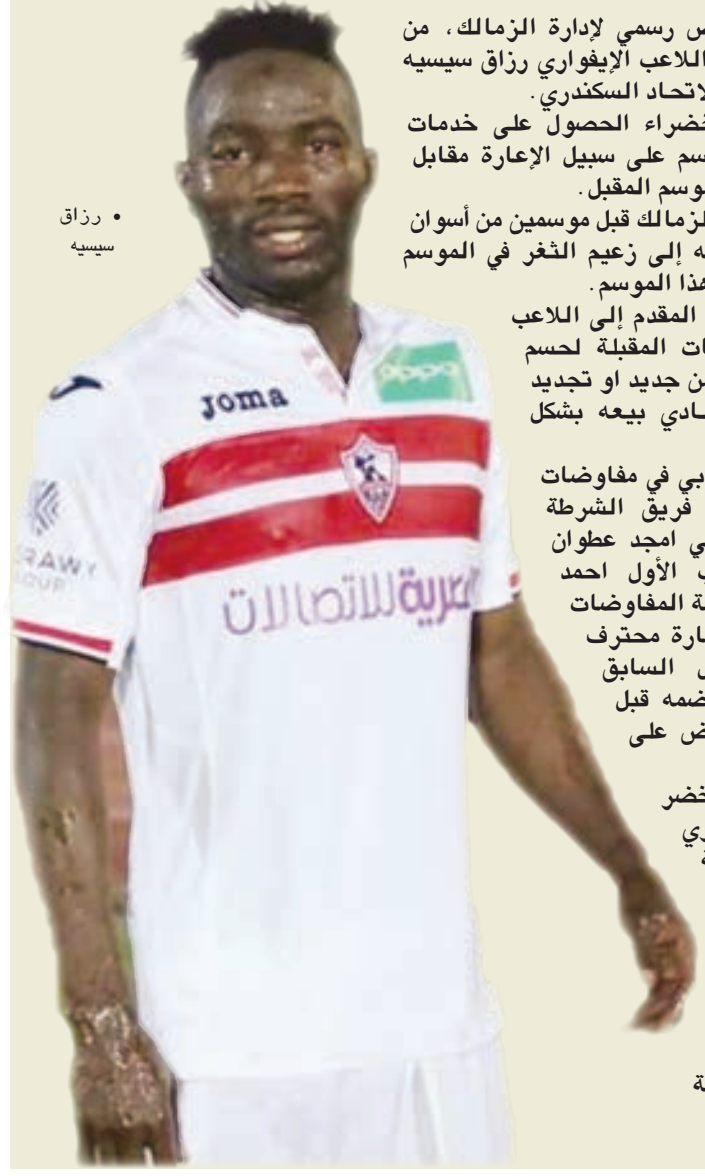 رسمي لإدارة الزمالك، من
اللاعب الإيفواري رزاق سيسيه
لاتحاد السكندري.
خضراء الحصول على خدمات
سم على سبيل الإعارة مقابل
موسم المقبل.
لزمالك قبل موسمين من أسوان
ه إلى زعيم الثغر في الموسم
هذا الموسم.
المقدم إلى اللاعب
ات المقبلة لحسم
ن جديد او تجديد
ادي بيعه بشكل
بي في مفاوضات
فريق الشرطة
ي امجد عطوان
ب الأول احمد
ة المفاوضات
ارة محترف
السابق
ضمه قبل
ض على
خضر
ري
ة
ة
• رزاق
سيسيه
Joma
oppo
RAWY
OUP
المصرية للاتصالات